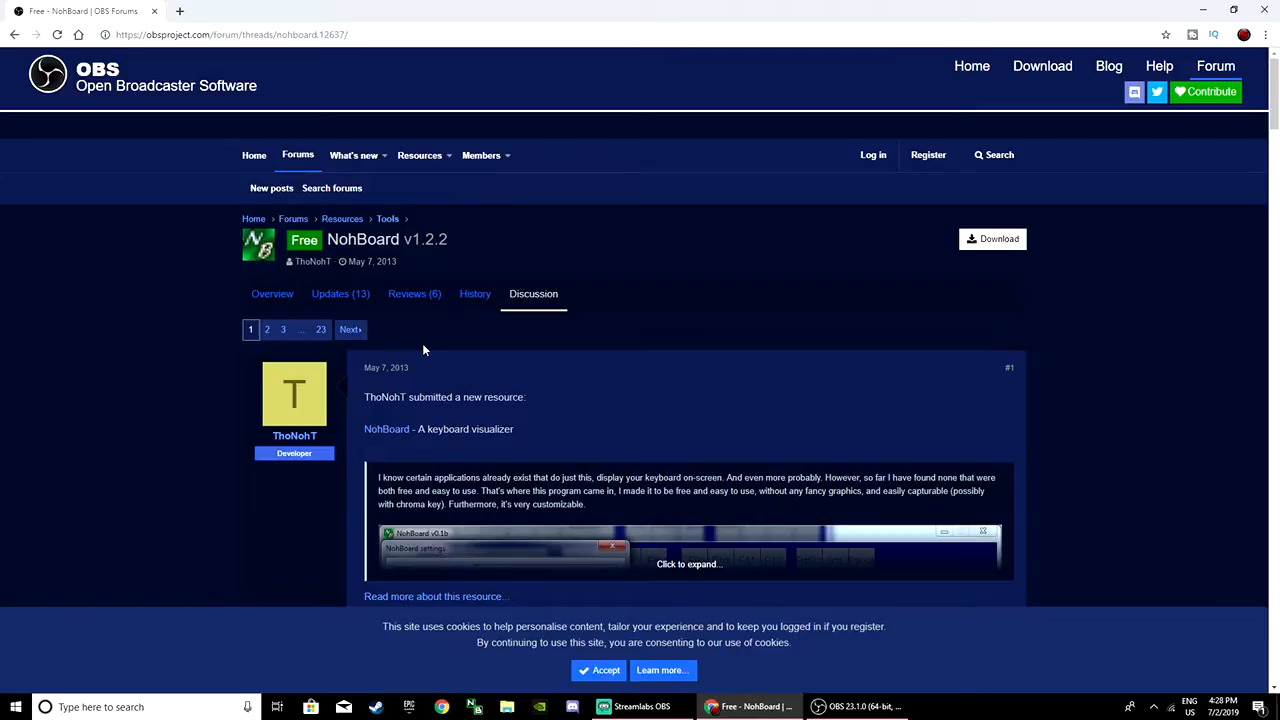 Free - NohBoard | OBS Forums
https://obsproject.com/forum/threads/nohboard.12637/
IQ
OBS
Open Broadcaster Software
Home Download Blog Help Forum
Contribute
Home Forums What's new Resources Members Log in Register Search
New posts Search forums
Home › Forums › Resources › Tools ›
Free NohBoard v1.2.2
Download
ThoNohT · May 7, 2013
Overview Updates (13) Reviews (6) History Discussion
1 2 3 ... 23 Next›
May 7, 2013 #1
T
ThoNohT
Developer
ThoNohT submitted a new resource:
NohBoard - A keyboard visualizer
I know certain applications already exist that do just this, display your keyboard on-screen. And even more probably. However, so far I have found none that were
both free and easy to use. That's where this program came in, I made it to be free and easy to use, without any fancy graphics, and easily capturable (possibly
with chroma key). Furthermore, it's very customizable.
NohBoard v0.1b
NohBoard settings
Click to expand...
Read more about this resource...
This site uses cookies to help personalise content, tailor your experience and to keep you logged in if you register.
By continuing to use this site, you are consenting to our use of cookies.
Accept Learn more...
Type here to search
EPIC
Streamlabs OBS
Free - NohBoard | ...
OBS 23.1.0 (64-bit, ...
ENG
US
4:28 PM
7/2/2019
1